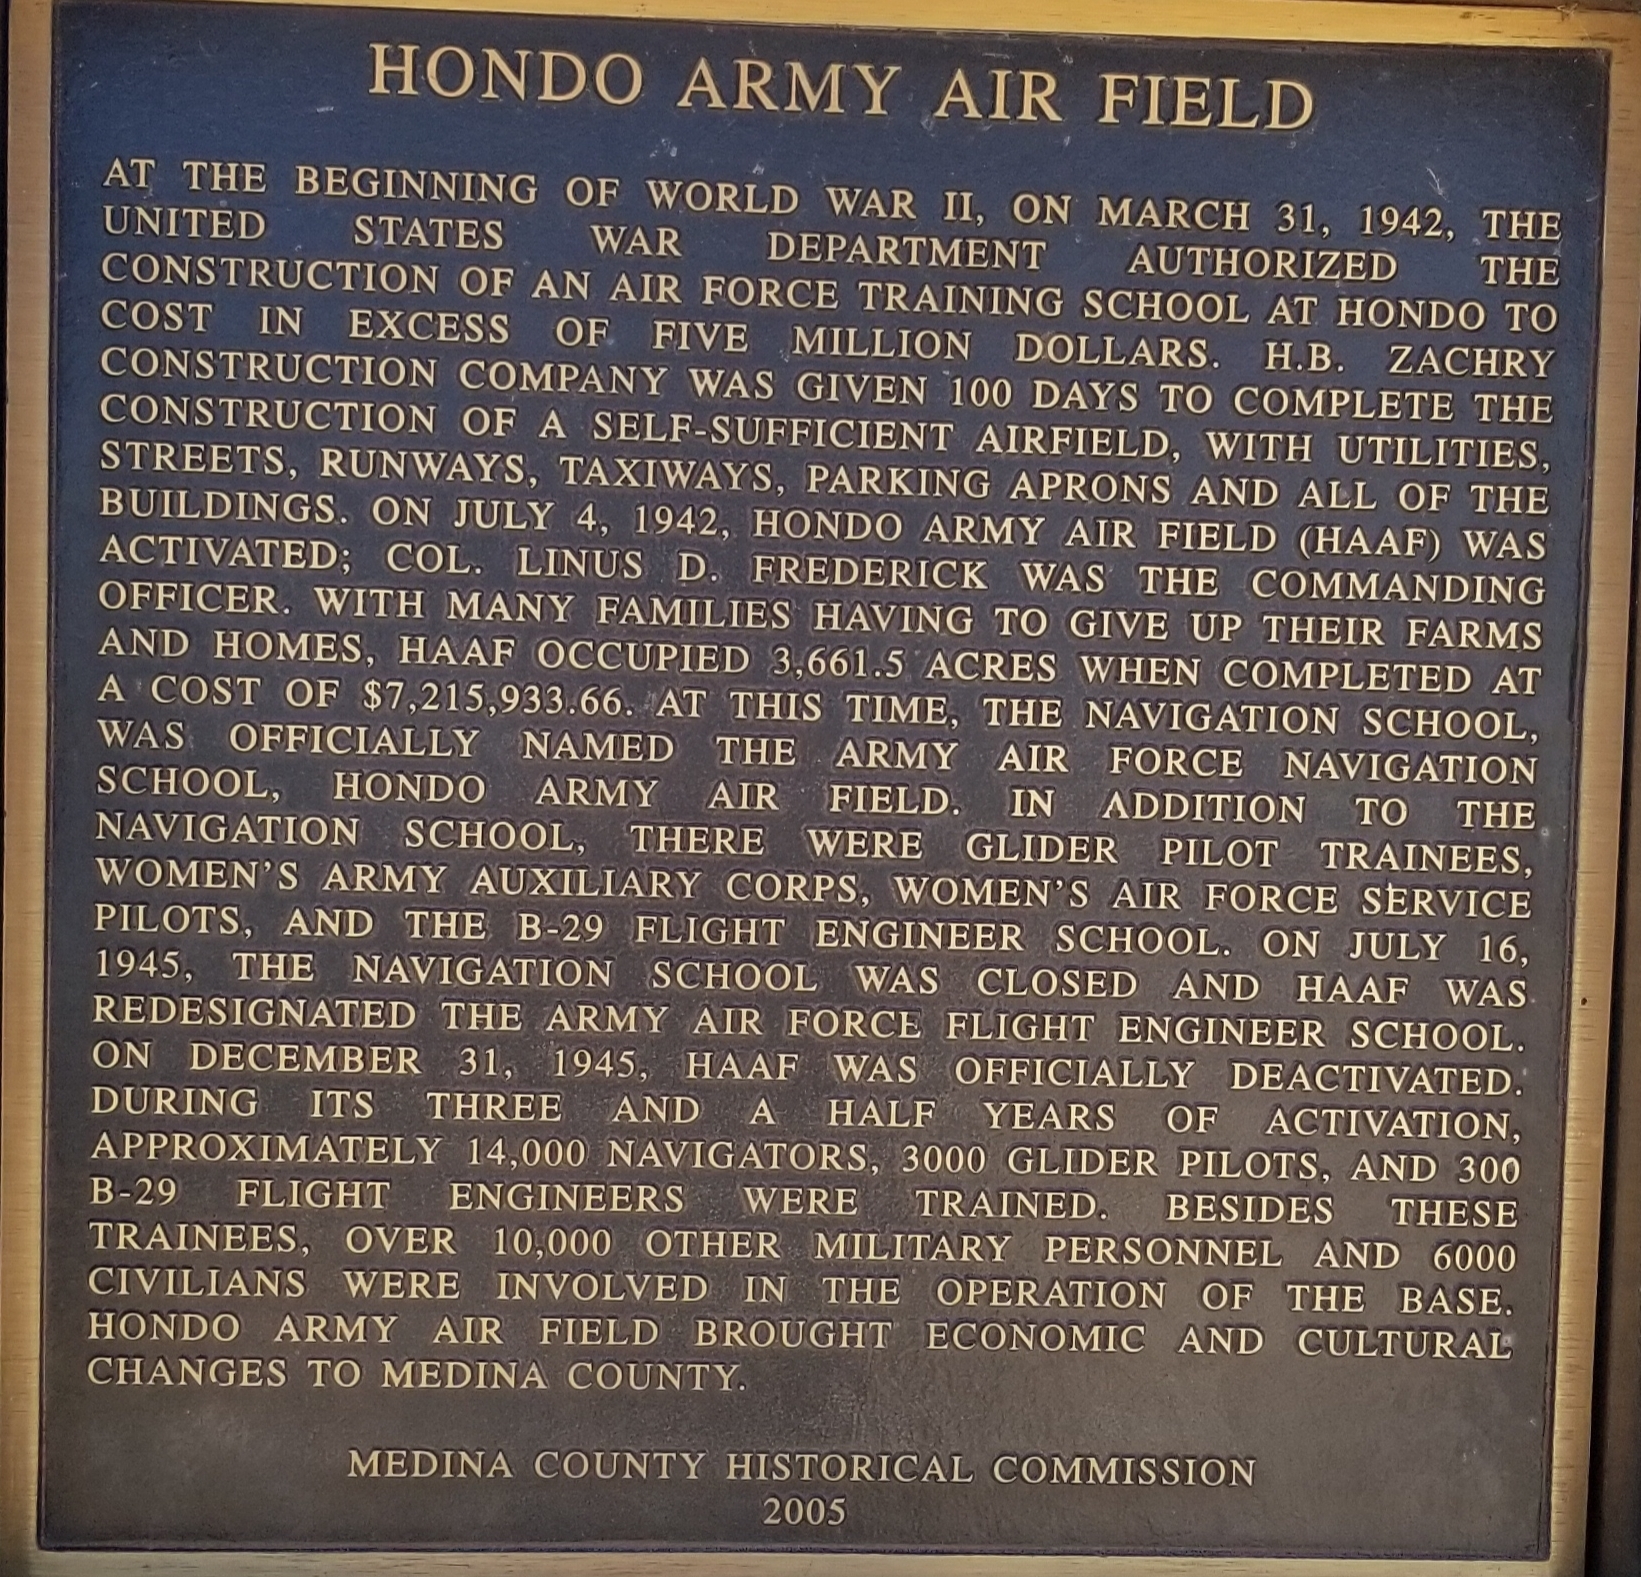 HONDO ARMY AIR FIELD
AT THE BEGINNING OF WORLD WAR II, ON MARCH 31, 1942, THE
UNITED STATES WAR DEPARTMENT AUTHORIZED THE
CONSTRUCTION OF AN AIR FORCE TRAINING SCHOOL AT HONDO TO
COST IN EXCESS OF FIVE MILLION DOLLARS. H.B. ZACHRY
CONSTRUCTION COMPANY WAS GIVEN 100 DAYS TO COMPLETE THE
CONSTRUCTION OF A SELF-SUFFICIENT AIRFIELD, WITH UTILITIES,
STREETS, RUNWAYS, TAXIWAYS, PARKING APRONS AND ALL OF THE
BUILDINGS. ON JULY 4, 1942, HONDO ARMY AIR FIELD (HAAF) WAS
ACTIVATED; COL. LINUS D. FREDERICK WAS THE COMMANDING
OFFICER. WITH MANY FAMILIES HAVING TO GIVE UP THEIR FARMS
AND HOMES, HAAF OCCUPIED 3,661.5 ACRES WHEN COMPLETED AT
A COST OF $7,215,933.66. AT THIS TIME, THE NAVIGATION SCHOOL,
WAS OFFICIALLY NAMED THE ARMY AIR FORCE NAVIGATION
SCHOOL, HONDO ARMY AIR FIELD. IN ADDITION TO THE
NAVIGATION SCHOOL, THERE WERE GLIDER PILOT TRAINEES,
WOMEN'S ARMY AUXILIARY CORPS, WOMEN'S AIR FORCE SERVICE
PILOTS, AND THE B-29 FLIGHT ENGINEER SCHOOL. ON JULY 16,
1945, THE NAVIGATION SCHOOL WAS CLOSED AND HAAF WAS
REDESIGNATED THE ARMY AIR FORCE FLIGHT ENGINEER SCHOOL.
ON DECEMBER 31, 1945, HAAF WAS OFFICIALLY DEACTIVATED.
DURING ITS THREE AND A HALF YEARS OF ACTIVATION,
APPROXIMATELY 14,000 NAVIGATORS, 3000 GLIDER PILOTS, AND 300
B-29 FLIGHT ENGINEERS WERE TRAINED. BESIDES THESE
TRAINEES, OVER 10,000 OTHER MILITARY PERSONNEL AND 6000
CIVILIANS WERE INVOLVED IN THE OPERATION OF THE BASE.
HONDO ARMY AIR FIELD BROUGHT ECONOMIC AND CULTURAL
CHANGES TO MEDINA COUNTY.
MEDINA COUNTY HISTORICAL COMMISSION
2005